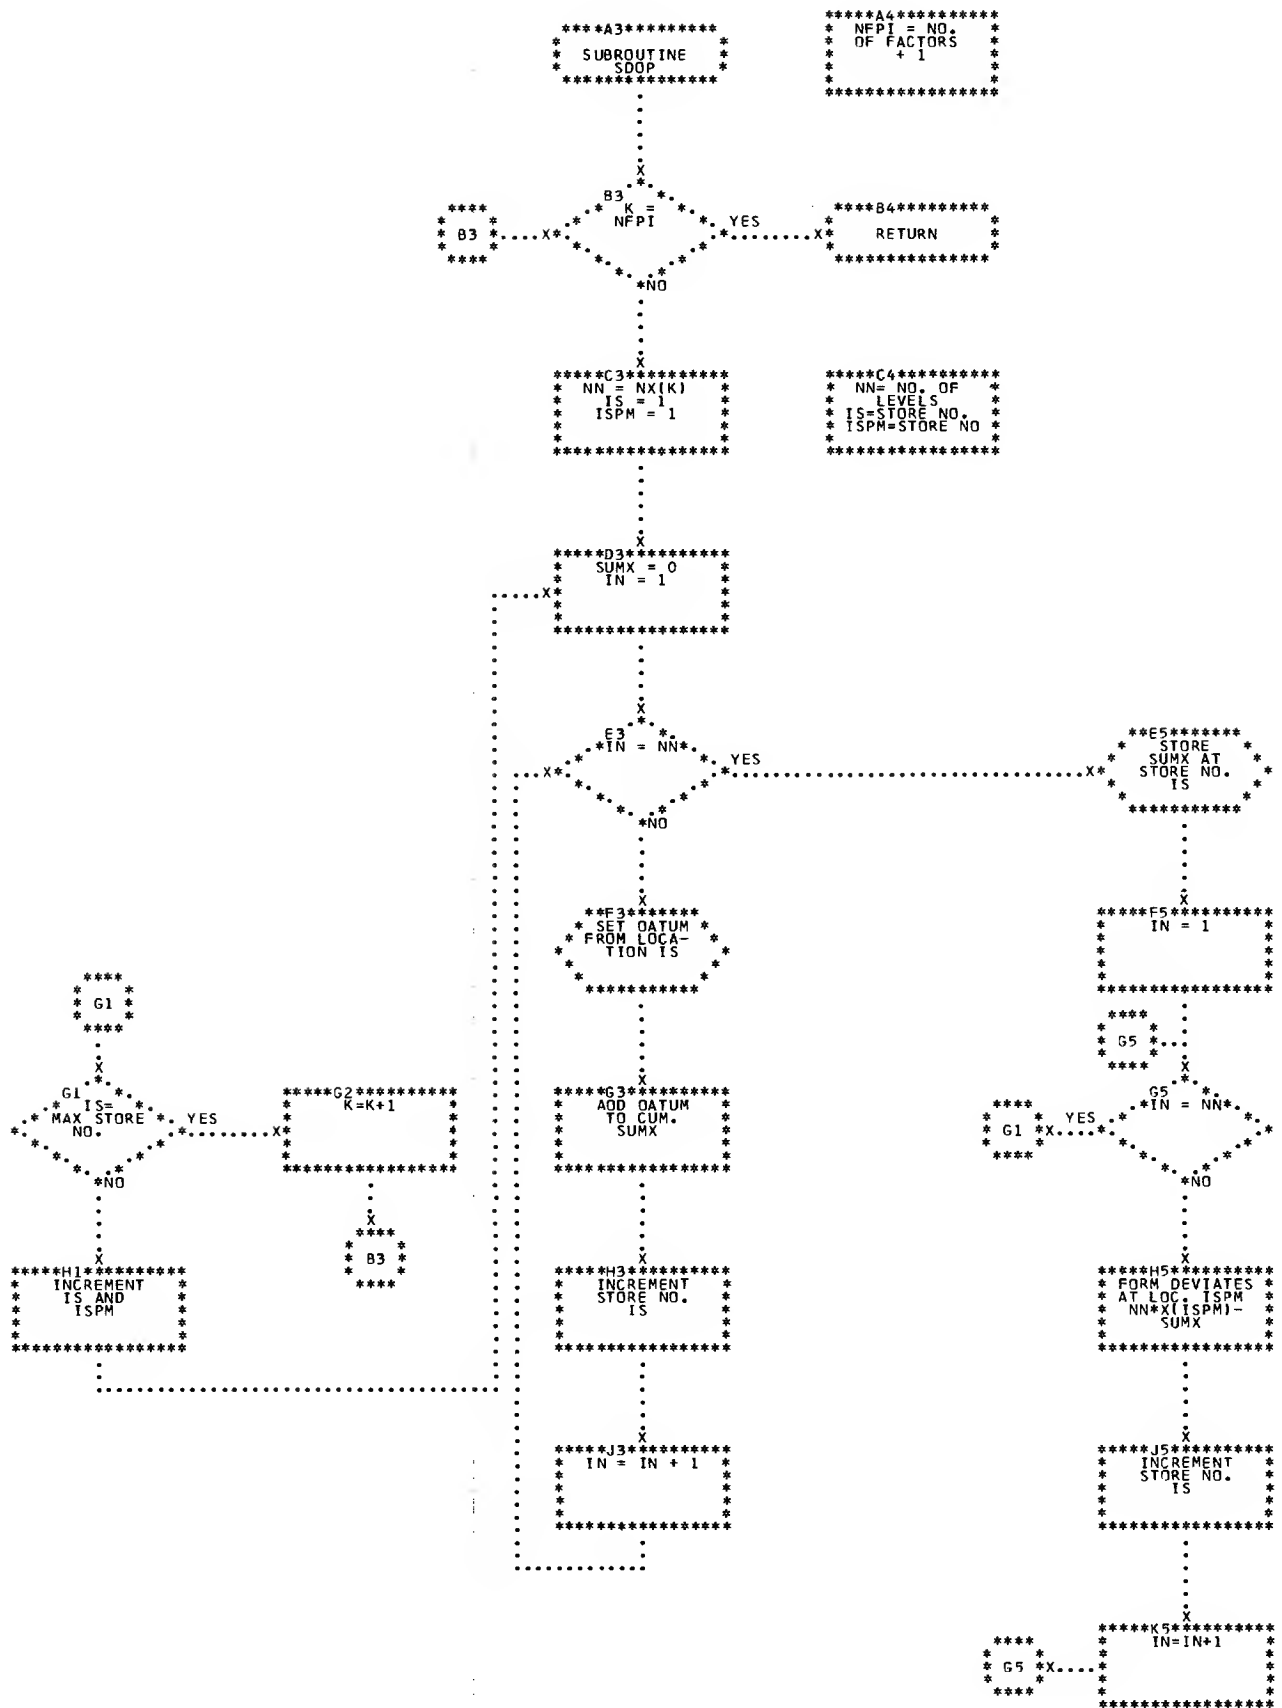 A3
SUBROUTINE
SDOP
A4
NFPI = NO.
OF FACTORS
+ 1
B3
B3
K =
NFPI
YES
NO
B4
RETURN
C3
NN = NX(K)
IS = 1
ISPM = 1
C4
NN= NO. OF
LEVELS
IS=STORE NO.
ISPM=STORE NO
D3
SUMX = 0
IN = 1
E3
IN = NN
YES
NO
E5
STORE
SUMX AT
STORE NO.
IS
F3
SET DATUM
FROM LOCA-
TION IS
F5
IN = 1
G1
G5
G1
IS=
MAX STORE
NO.
YES
NO
G2
K=K+1
G3
ADD DATUM
TO CUM.
SUMX
G1
YES
G5
IN = NN
NO
B3
H1
INCREMENT
IS AND
ISPM
H3
INCREMENT
STORE NO.
IS
H5
FORM DEVIATES
AT LOC. ISPM
NN*X(ISPM)-
SUMX
J3
IN = IN + 1
J5
INCREMENT
STORE NO.
IS
G5
K5
IN=IN+1